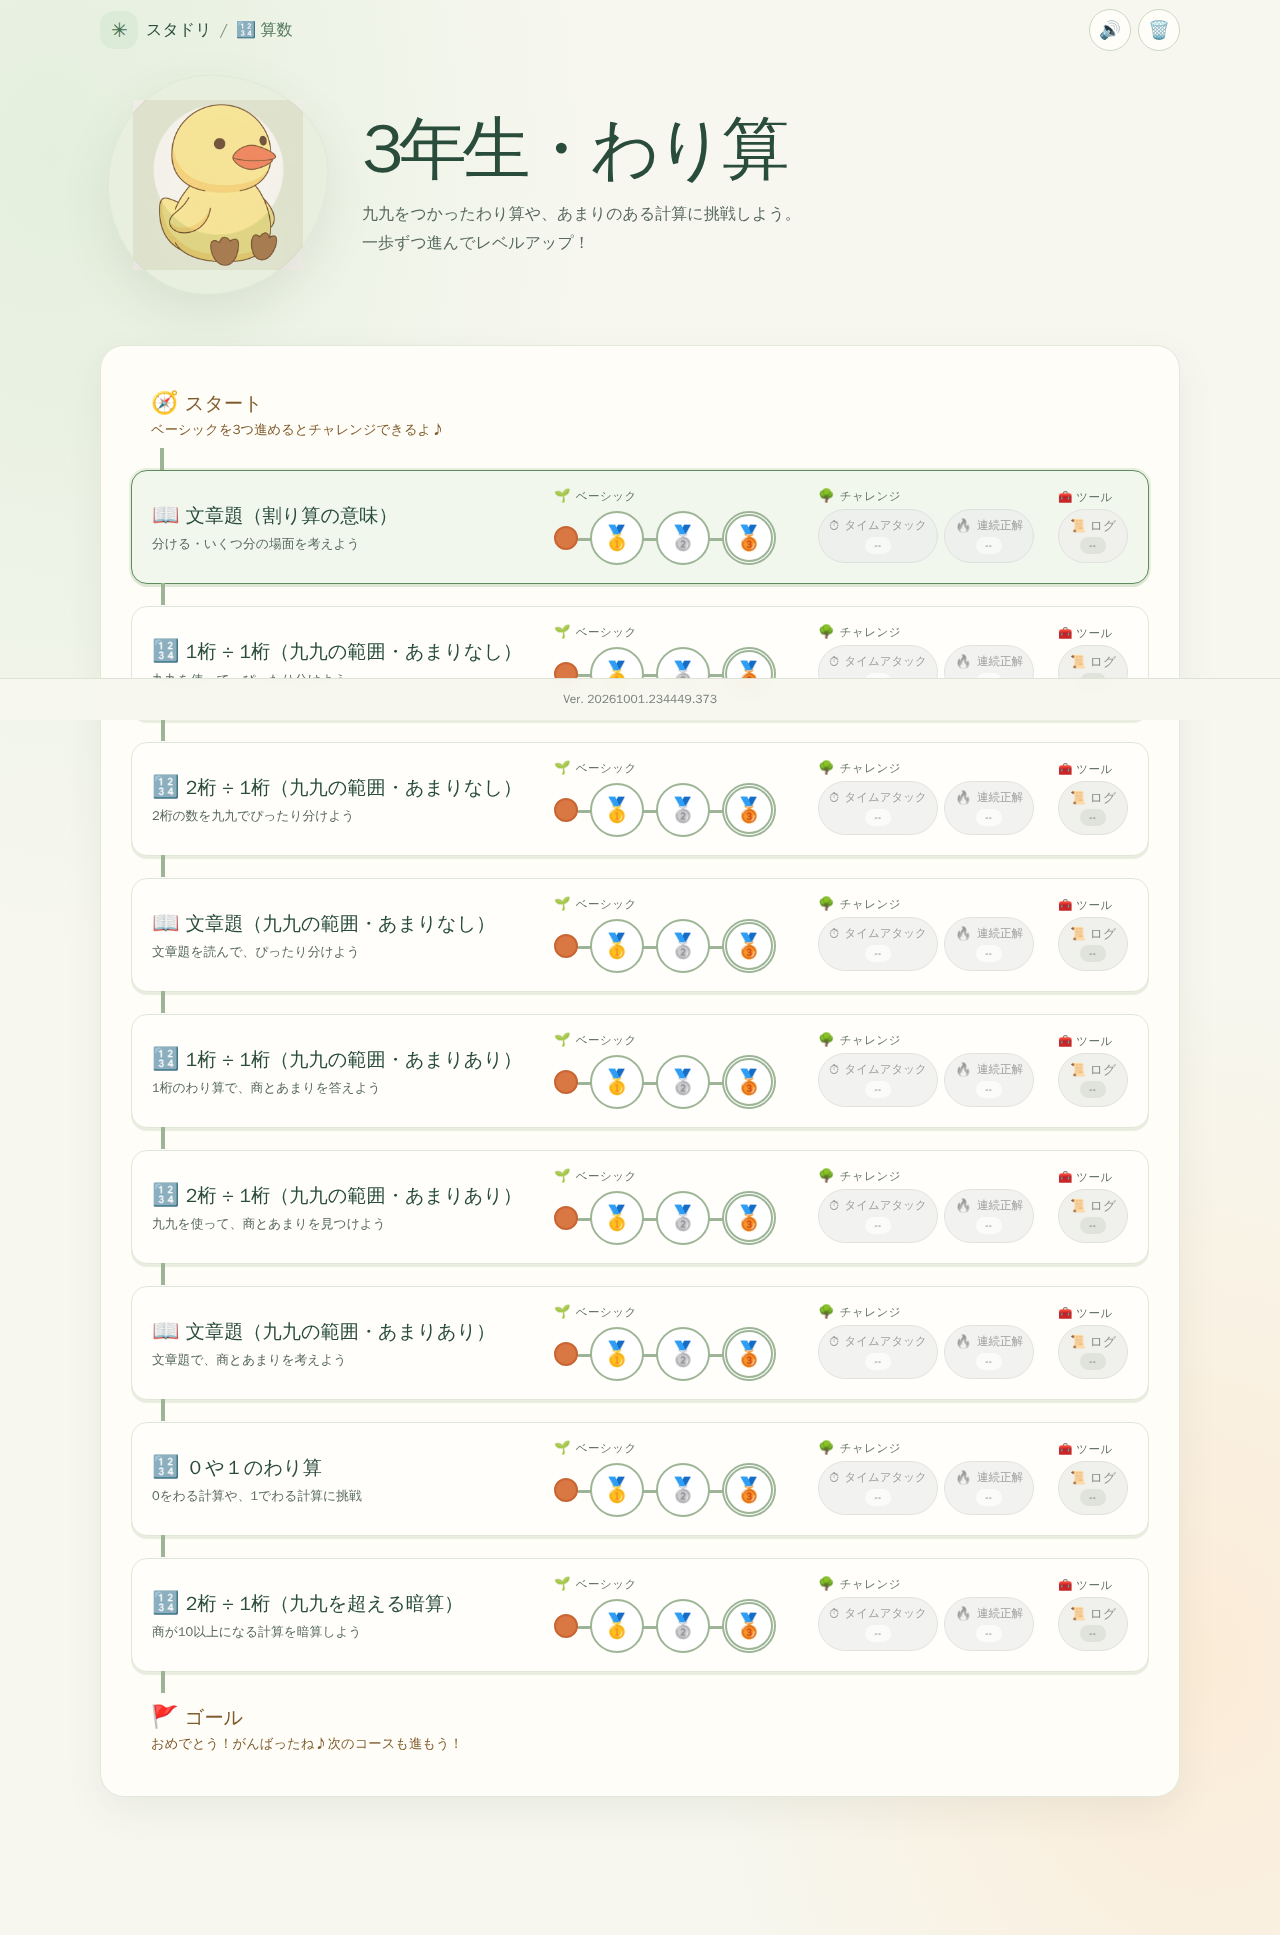 スタドリ / 算数
3年生・わり算
九九をつかったわり算や、あまりのある計算に挑戦しよう。
一歩ずつ進んでレベルアップ！
スタート
ベーシックを3つ進めるとチャレンジできるよ♪
文章題（割り算の意味）
分ける・いくつ分の場面を考えよう
ベーシック
チャレンジ
タイムアタック
--
連続正解
--
ツール
ログ
--
1桁 ÷ 1桁（九九の範囲・あまりなし）
ベーシック
チャレンジ
タイムアタック
連続正解
ツール
ログ
Ver. 20261001.234449.373
2桁 ÷ 1桁（九九の範囲・あまりなし）
2桁の数を九九でぴったり分けよう
ベーシック
チャレンジ
タイムアタック
--
連続正解
--
ツール
ログ
--
文章題（九九の範囲・あまりなし）
文章題を読んで、ぴったり分けよう
ベーシック
チャレンジ
タイムアタック
--
連続正解
--
ツール
ログ
--
1桁 ÷ 1桁（九九の範囲・あまりあり）
1桁のわり算で、商とあまりを答えよう
ベーシック
チャレンジ
タイムアタック
--
連続正解
--
ツール
ログ
--
2桁 ÷ 1桁（九九の範囲・あまりあり）
九九を使って、商とあまりを見つけよう
ベーシック
チャレンジ
タイムアタック
--
連続正解
--
ツール
ログ
--
文章題（九九の範囲・あまりあり）
文章題で、商とあまりを考えよう
ベーシック
チャレンジ
タイムアタック
--
連続正解
--
ツール
ログ
--
０や１のわり算
0をわる計算や、1でわる計算に挑戦
ベーシック
チャレンジ
タイムアタック
--
連続正解
--
ツール
ログ
--
2桁 ÷ 1桁（九九を超える暗算）
商が10以上になる計算を暗算しよう
ベーシック
チャレンジ
タイムアタック
--
連続正解
--
ツール
ログ
--
ゴール
おめでとう！がんばったね♪次のコースも進もう！